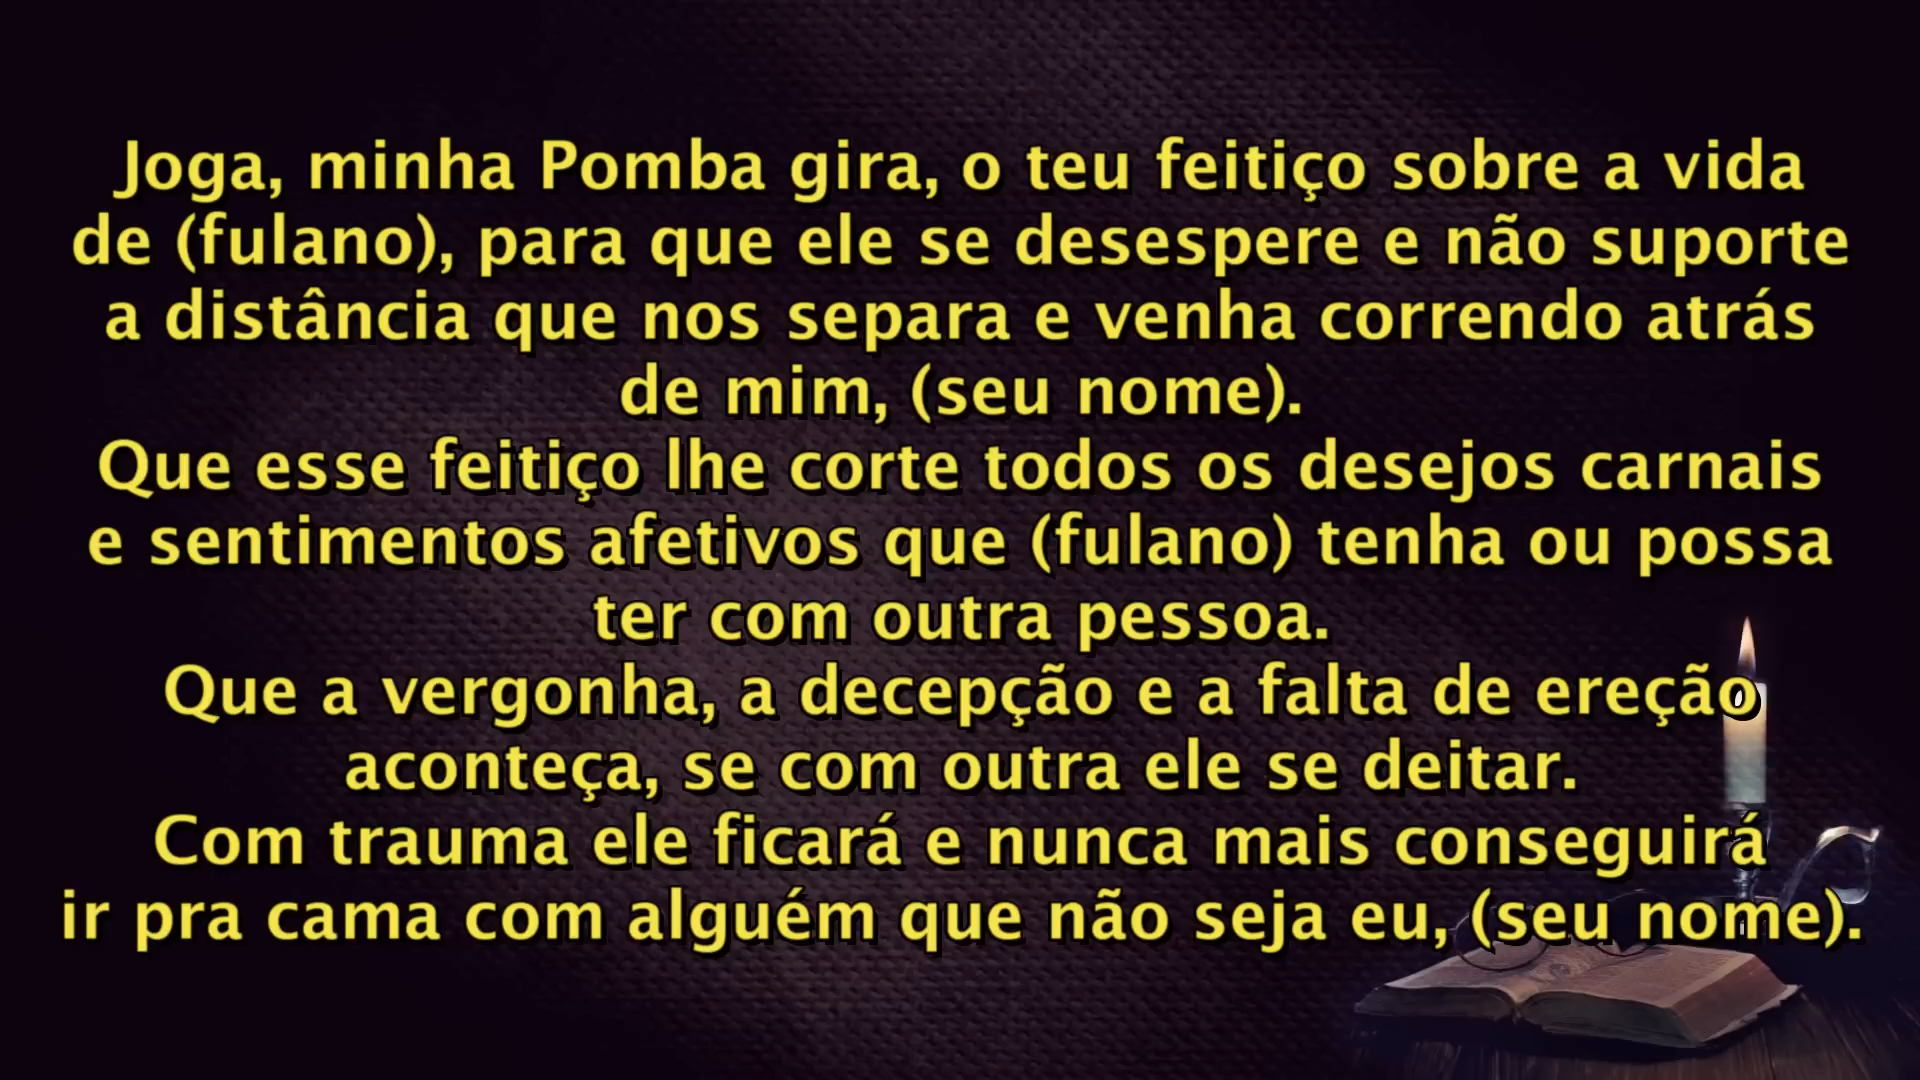 Joga, minha Pomba gira, o teu feitiço sobre a vida
de (fulano), para que ele se desespere e não suporte
a distância que nos separa e venha correndo atrás
de mim, (seu nome).
Que esse feitiço lhe corte todos os desejos carnais
e sentimentos afetivos que (fulano) tenha ou possa
ter com outra pessoa.
Que a vergonha, a decepção e a falta de ereção
aconteça, se com outra ele se deitar.
Com trauma ele ficará e nunca mais conseguirá
ir pra cama com alguém que não seja eu, (seu nome).